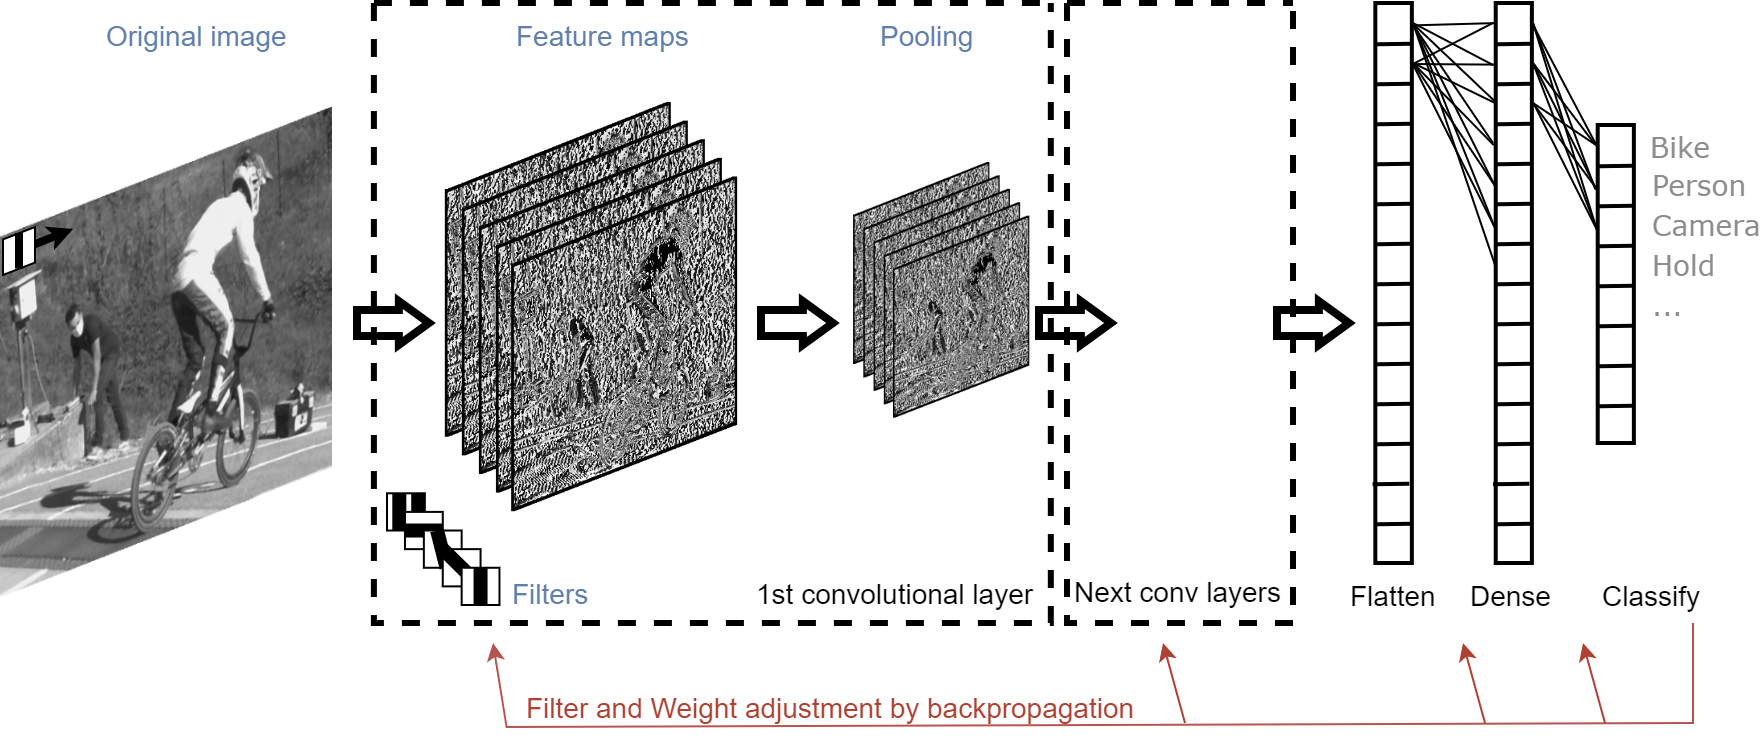 Original image
Feature maps
Pooling
Bike
Person
Camera
Hold
...
Filters
1st convolutional layer
Next conv layers
Flatten
Dense
Classify
Filter and Weight adjustment by backpropagation